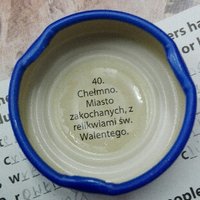 40.
Chełmno.
Miasto
zakochanych, z
relikwiami św.
Walentego.